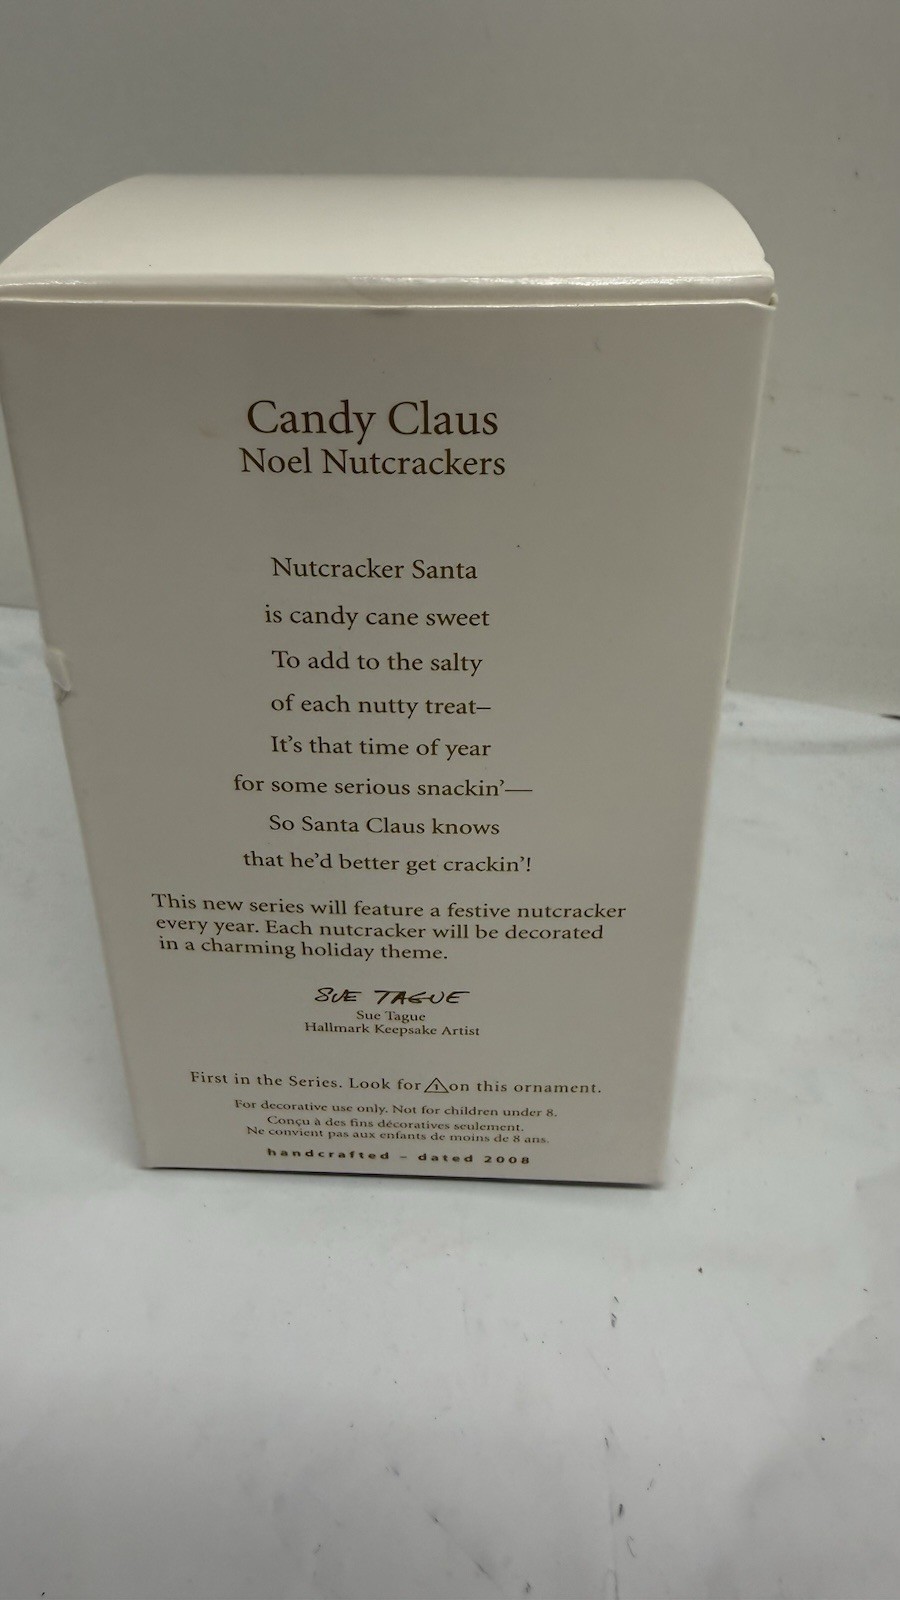 Candy Claus
Noel Nutcrackers
Nutcracker Santa
is candy cane sweet
To add to the salty
of each nutty treat–
It's that time of year
for some serious snackin'—
So Santa Claus knows
that he'd better get crackin'!
This new series will feature a festive nutcracker
every year. Each nutcracker will be decorated
in a charming holiday theme.
SUE TAGUE
Sue Tague
Hallmark Keepsake Artist
First in the Series. Look for 1 on this ornament.
For decorative use only. Not for children under 8.
Conçu à des fins décoratives seulement.
Ne convient pas aux enfants de moins de 8 ans.
handcrafted – dated 2008